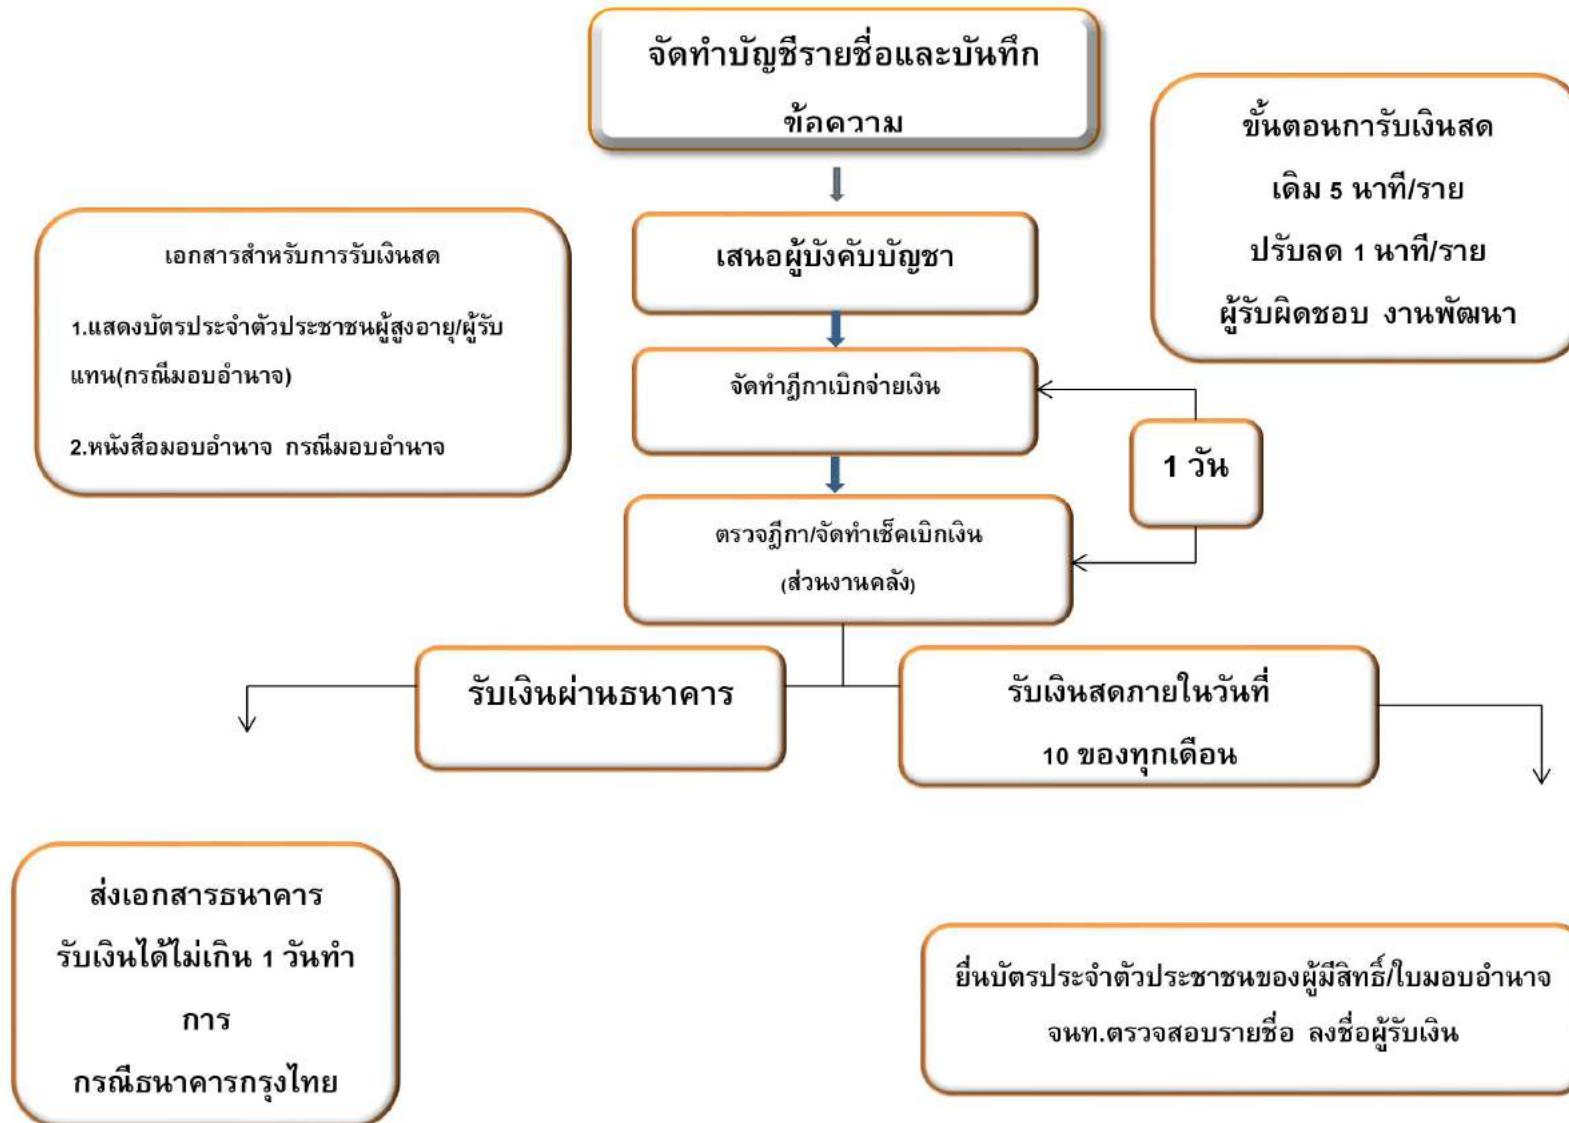 จัดทำบัญชีรายชื่อและบันทึก
ข้อความ
ขั้นตอนการับเงินสด
เดิม 5 นาที/ราย
ปรับลด 1 นาที/ราย
ผู้รับผิดชอบ งานพัฒนา
เสนอผู้บังคับบัญชา
เอกสารสำหรับการรับเงินสด
1.แสดงบัตรประจำตัวประชาชนผู้สูงอายุ/ผู้รับ
แทน(กรณีมอบอำนาจ)
2.หนังสือมอบอำนาจ กรณีมอบอำนาจ
จัดทำฎีกาเบิกจ่ายเงิน
1 วัน
ตรวจฎีกา/จัดทำเช็คเบิกเงิน
(ส่วนงานคลัง)
รับเงินผ่านธนาคาร
รับเงินสดภายในวันที่
10 ของทุกเดือน
ส่งเอกสารธนาคาร
รับเงินได้ไม่เกิน 1 วันทำ
การ
กรณีธนาคารกรุงไทย
ยื่นบัตรประจำตัวประชาชนของผู้มีสิทธิ์/ใบมอบอำนาจ
จนท.ตรวจสอบรายชื่อ ลงชื่อผู้รับเงิน